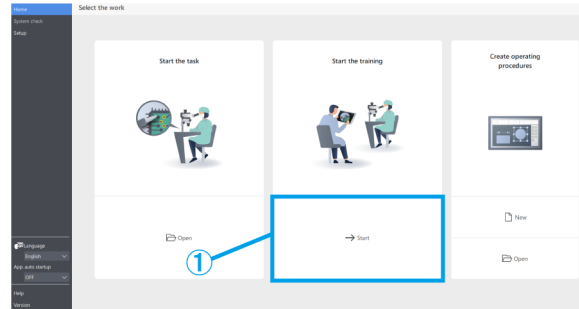 Home
Select the work
System check
Setup
Start the task
Start the training
Create operating
procedures
Open
→ Start
New
Open
①
Language
English
App auto startup
OFF
Help
Version